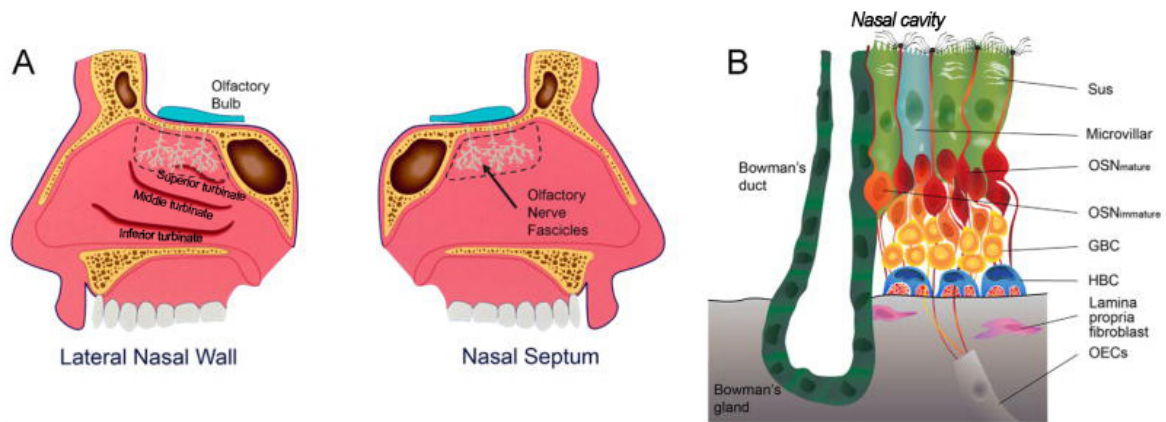 A
Olfactory
Bulb
Superior turbinate
Middle turbinate
Inferior turbinate
Lateral Nasal Wall
Olfactory
Nerve
Fascicles
Nasal Septum
B
Nasal cavity
Bowman's
duct
Bowman's
gland
Sus
Microvillar
OSNmature
OSNimmature
GBC
HBC
Lamina
propria
fibroblast
OECs